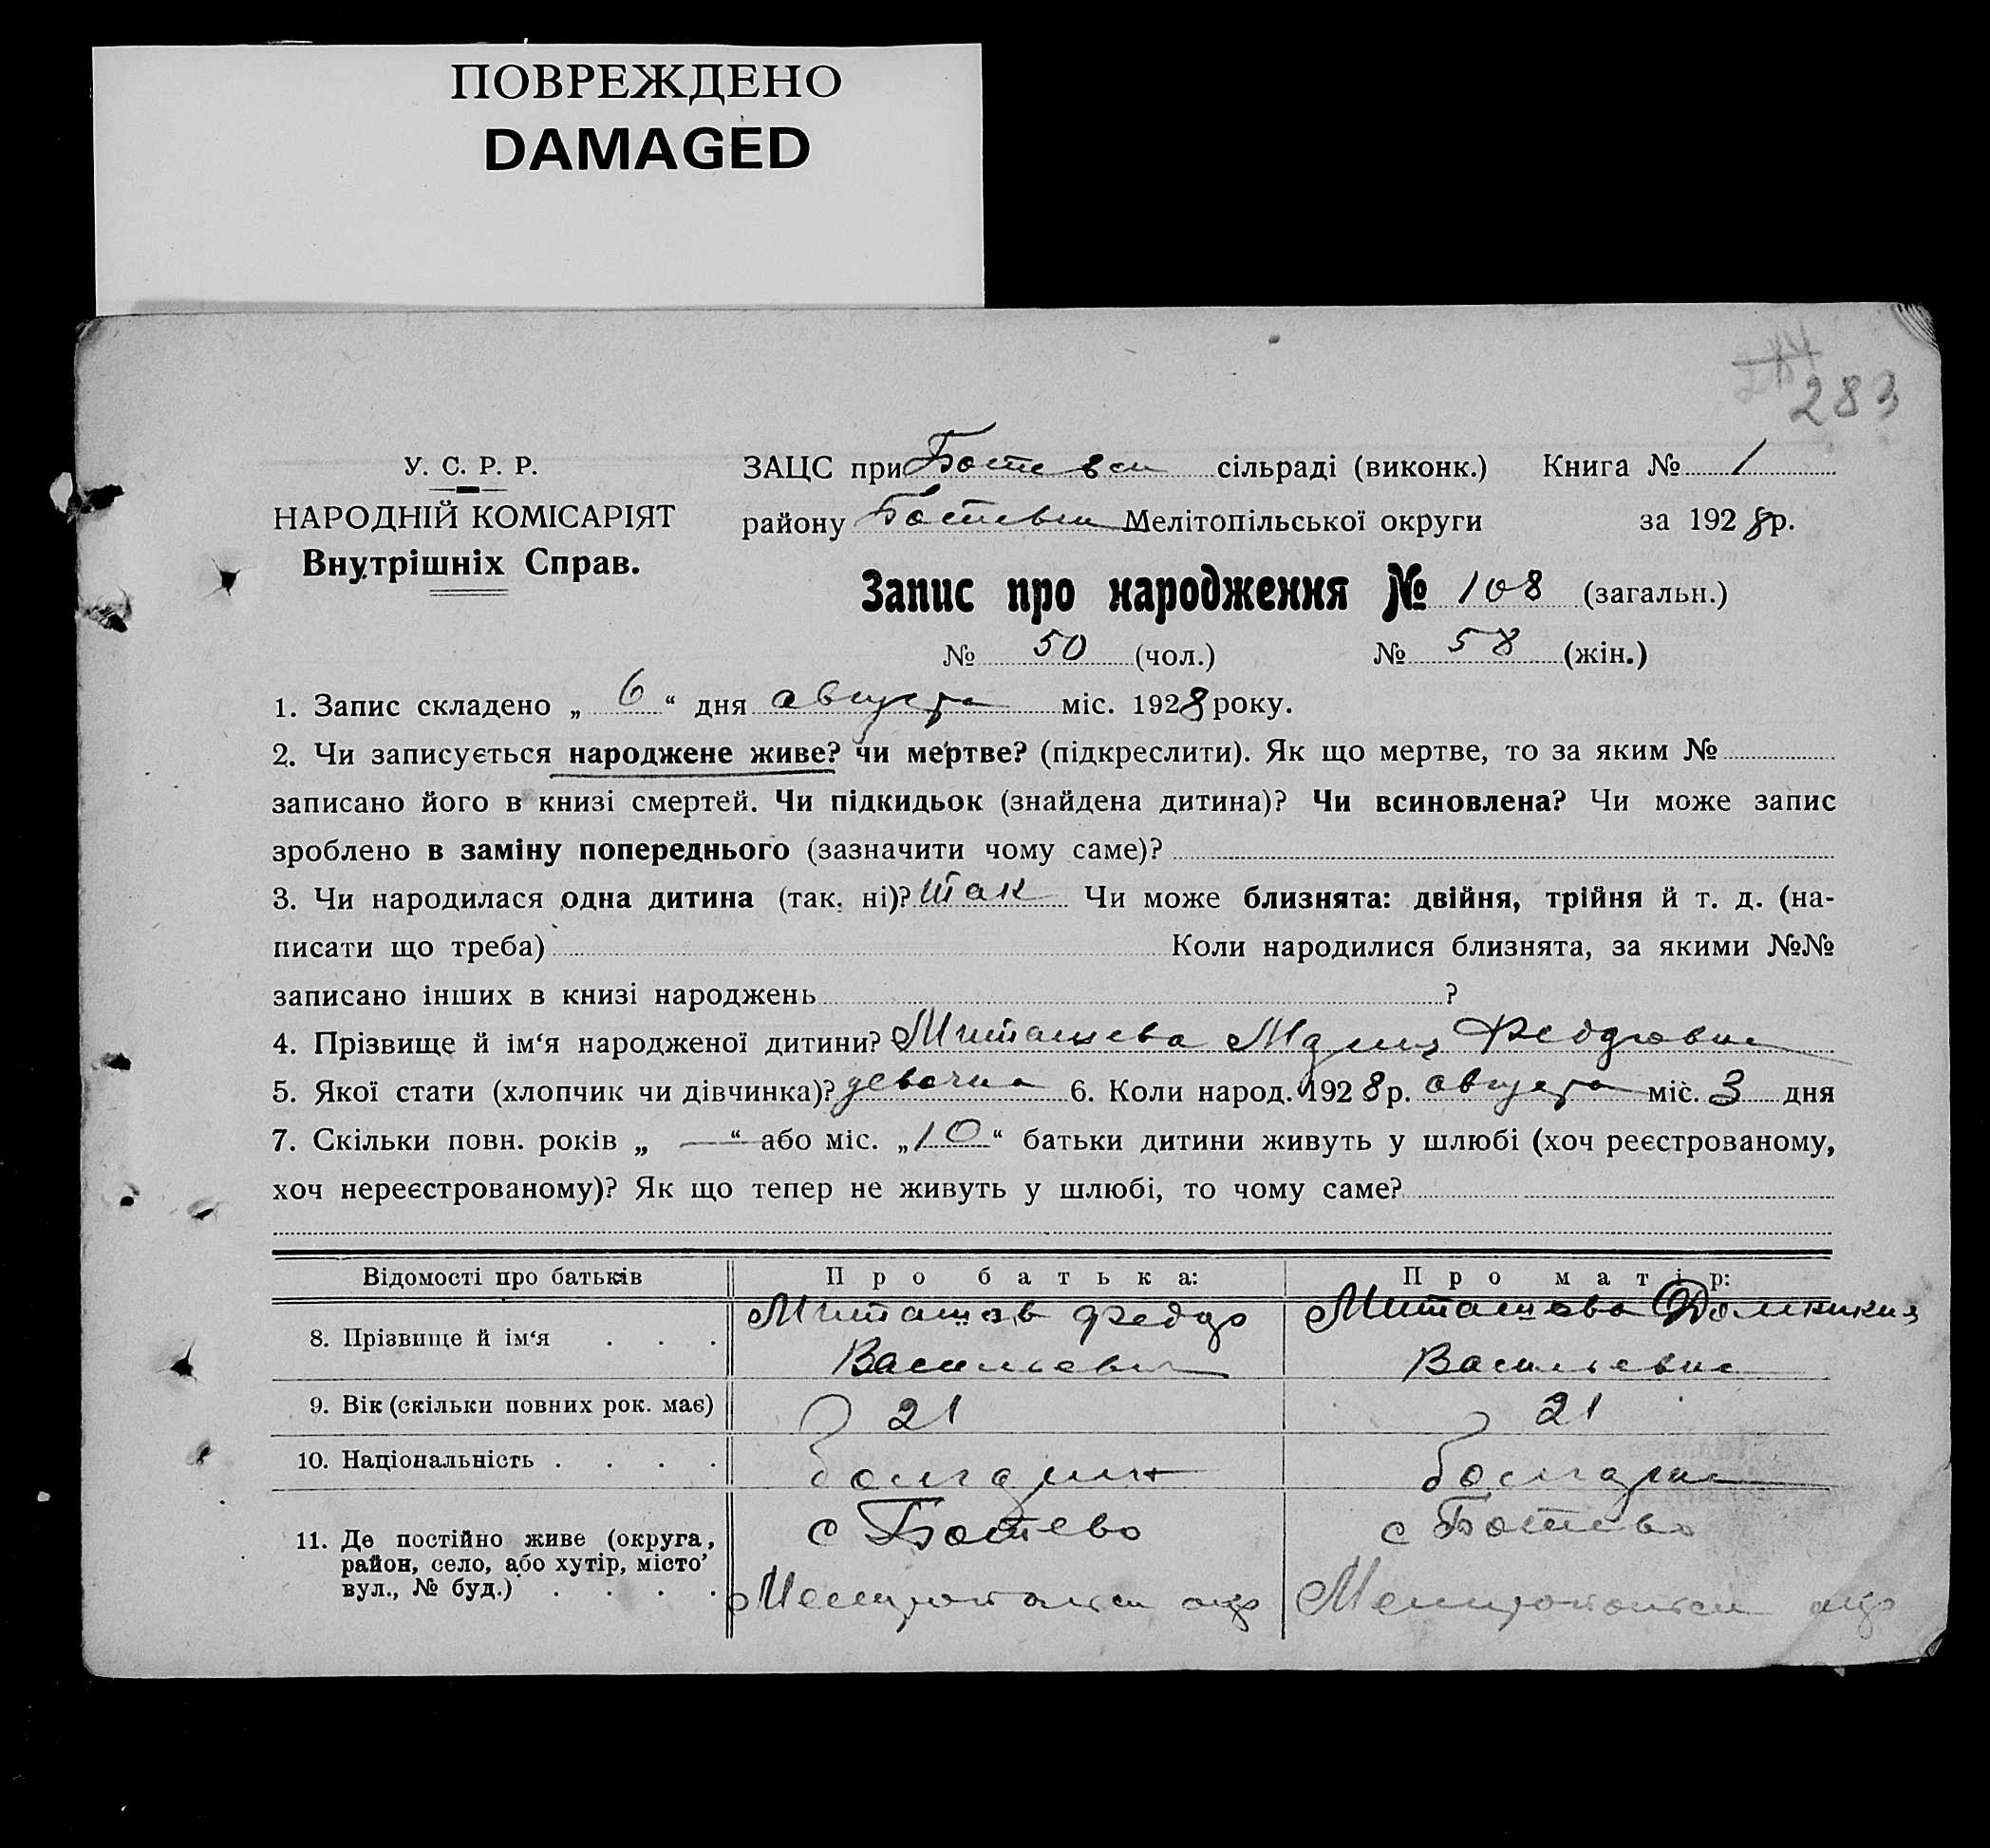 ПОВРЕЖДЕНО
DAMAGED
283
У. С. Р. Р.
НАРОДНІЙ КОМІСАРІЯТ
Внутрішніх Справ.
ЗАЦС при сільраді (виконк.) Книга № 1
району Мелітопільської округи за 1928 р.
Запис про народження № 108 (загальн.)
№ 50 (чол.) № 58 (жін.)
1. Запис складено „ 6 “ дня августа міс. 1928 року.
2. Чи записується народжене живе? чи мертве? (підкреслити). Як що мертве, то за яким №
записано його в книзі смертей. Чи підкидьок (знайдена дитина)? Чи всиновлена? Чи може запис
зроблено в заміну попереднього (зазначити чому саме)?
3. Чи народилася одна дитина (так, ні)? так Чи може близнята: двійня, трійня й т. д. (на-
писати що треба) Коли народилися близнята, за якими №№
записано інших в книзі народжень ?
4. Прізвище й ім‘я народженої дитини? Миташева Мария
5. Якої стати (хлопчик чи дівчинка)? девочка 6. Коли народ. 1928 р. августа міс. 3 дня
7. Скільки повн. років „ — “ або міс. „ 10 “ батьки дитини живуть у шлюбі (хоч реєстрованому,
хоч нереєстрованому)? Як що тепер не живуть у шлюбі, то чому саме?
Відомості про батьків Про батька: Про матір:
8. Прізвище й ім‘я . . . Миташев Федор Миташева Домникия
Васильевич Васильевна
9. Вік (скільки повних рок. має) 21 21
10. Національність . . . . болгарин болгарка
11. Де постійно живе (округа, район, село, або хутір, місто, вул., № буд.) . . . . с Ботево с Ботево